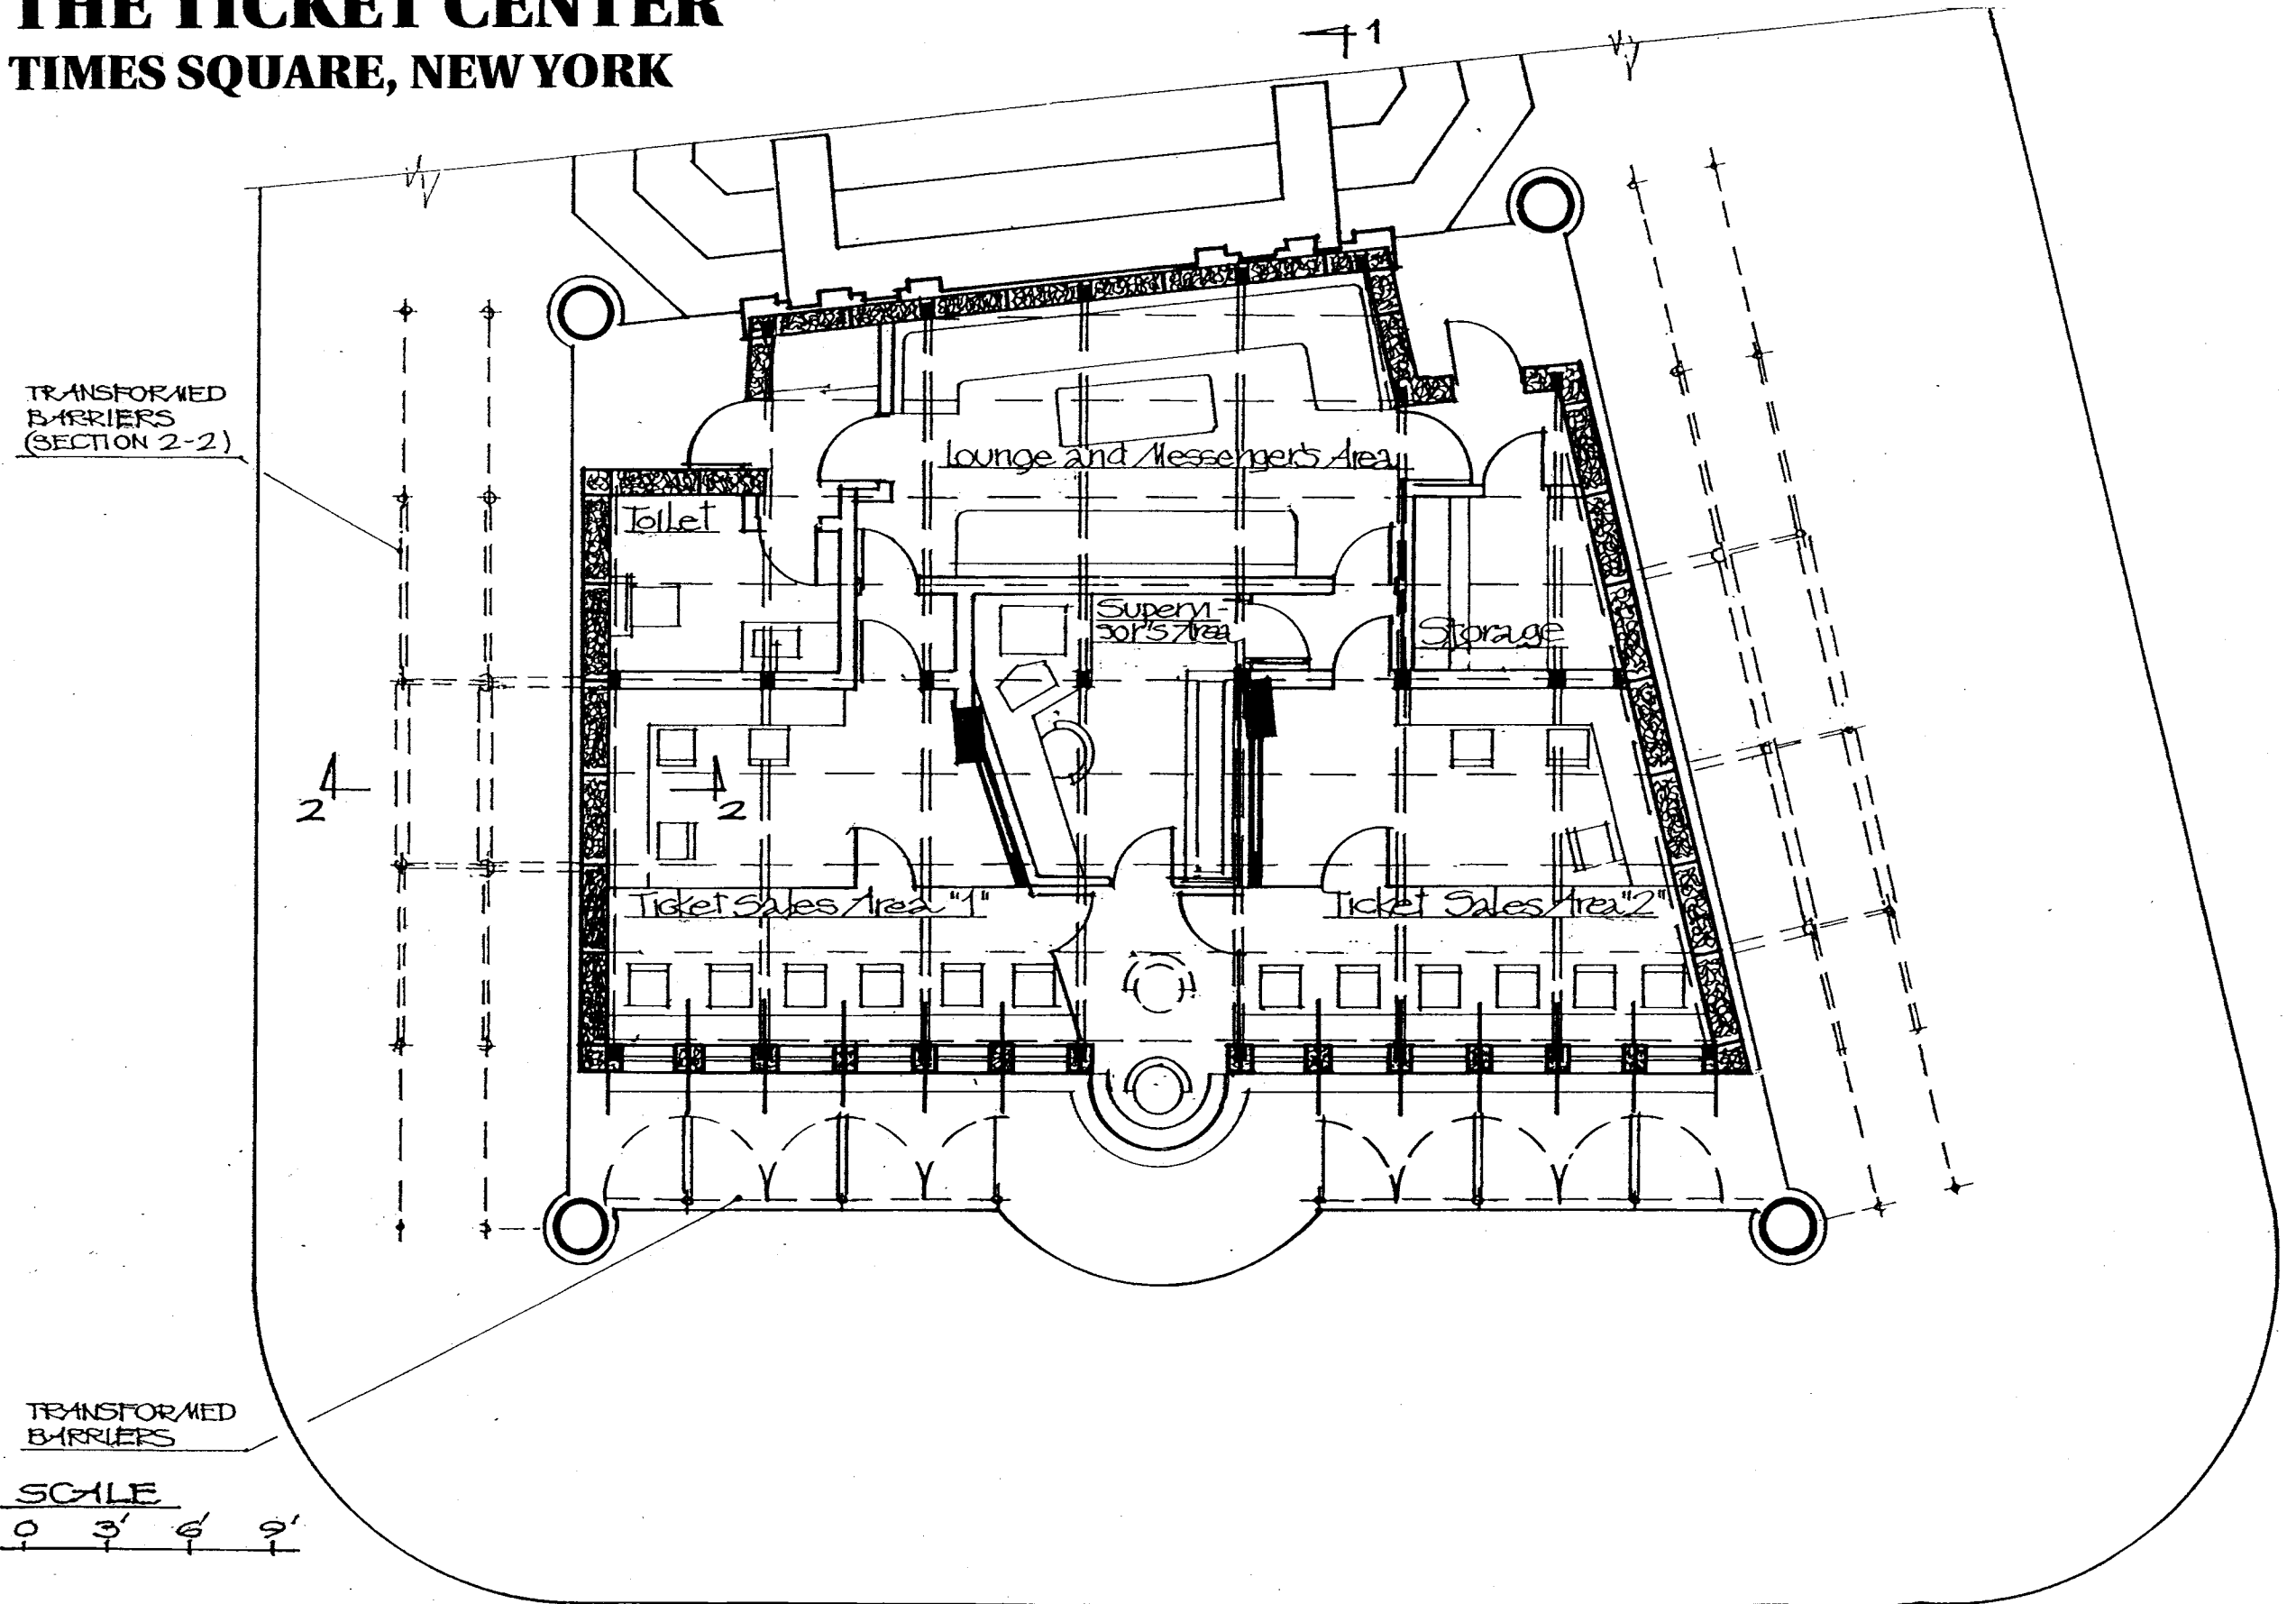 THE TICKET CENTER
TIMES SQUARE, NEW YORK
1
TRANSFORMED
BARRIERS
(SECTION 2-2)
Lounge and Messenger's Area
Toilet
Supervi-
sor's Area
Storage
2
2
Ticket Sales Area "1"
Ticket Sales Area "2"
TRANSFORMED
BARRIERS
SCALE
0 3' 6' 9'